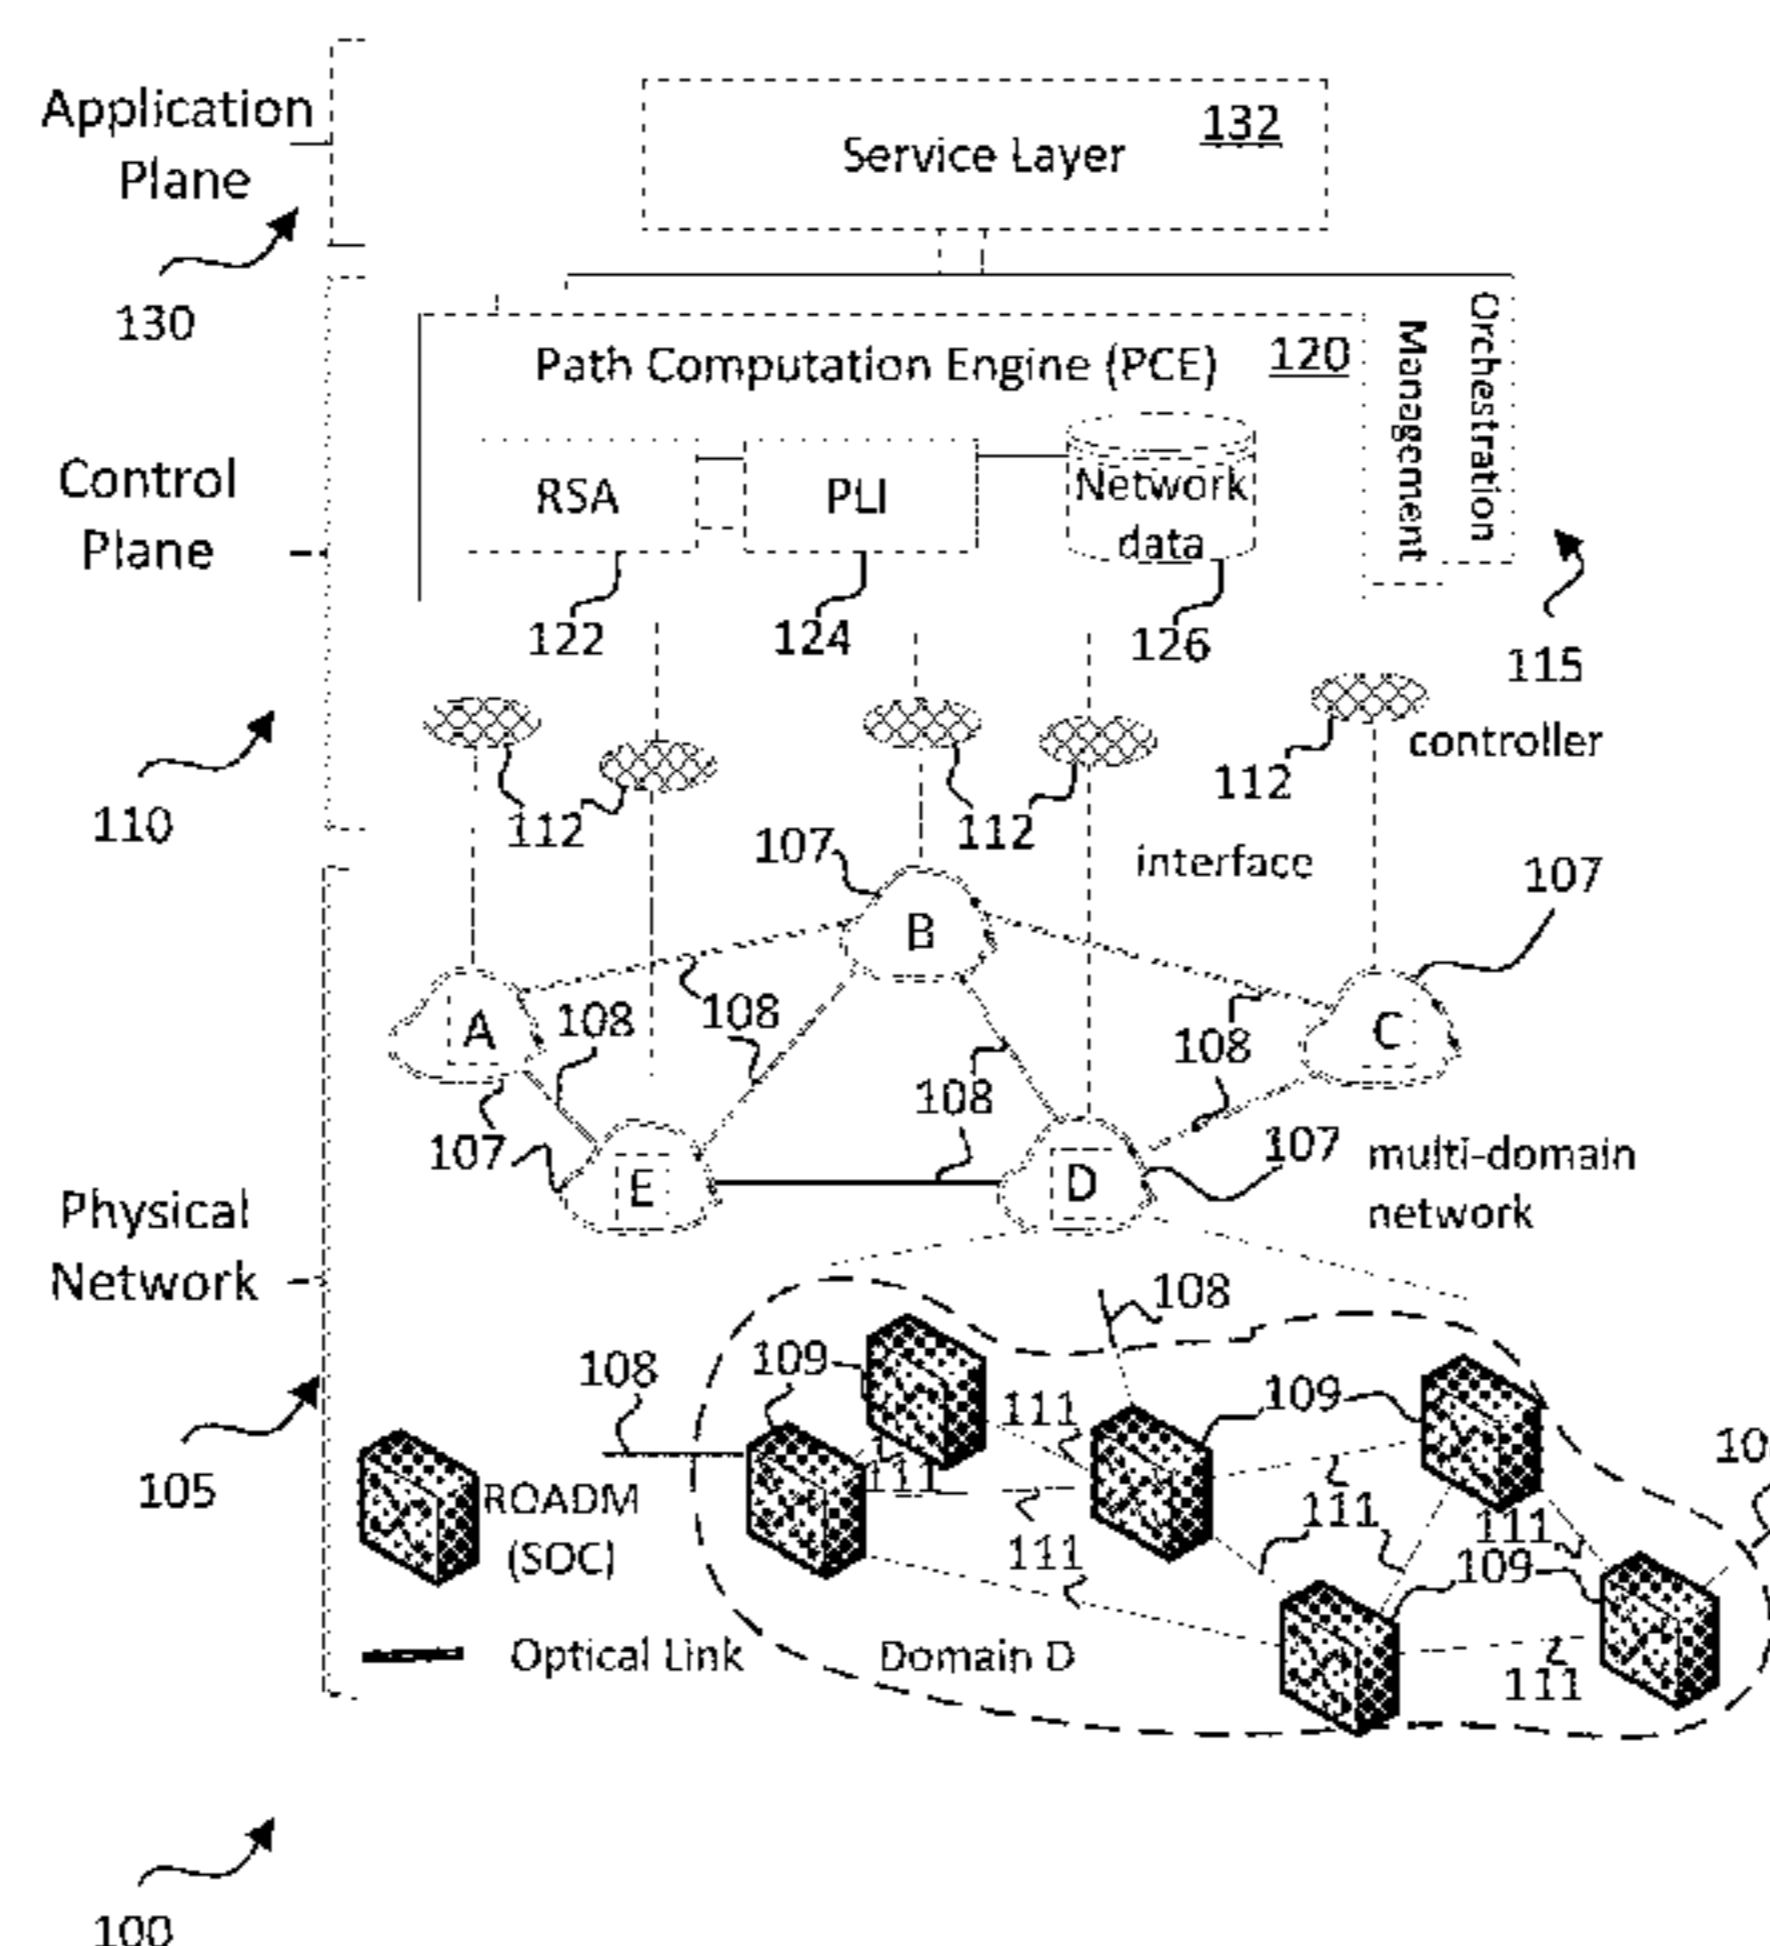 Application
Plane
130
Service Layer
132
Control
Plane
110
Path Computation Engine (PCE)
120
Orchestration
Management
RSA
PLI
Network
data
122
124
126
115
controller
112
112
112
interface
107
107
B
A
C
108
108
108
108
108
107
E
D
107
multi-domain
network
Physical
Network
105
108
108
109
109
111
111
111
111
111
109
111
ROADM
(SOC)
Optical Link
Domain D
100